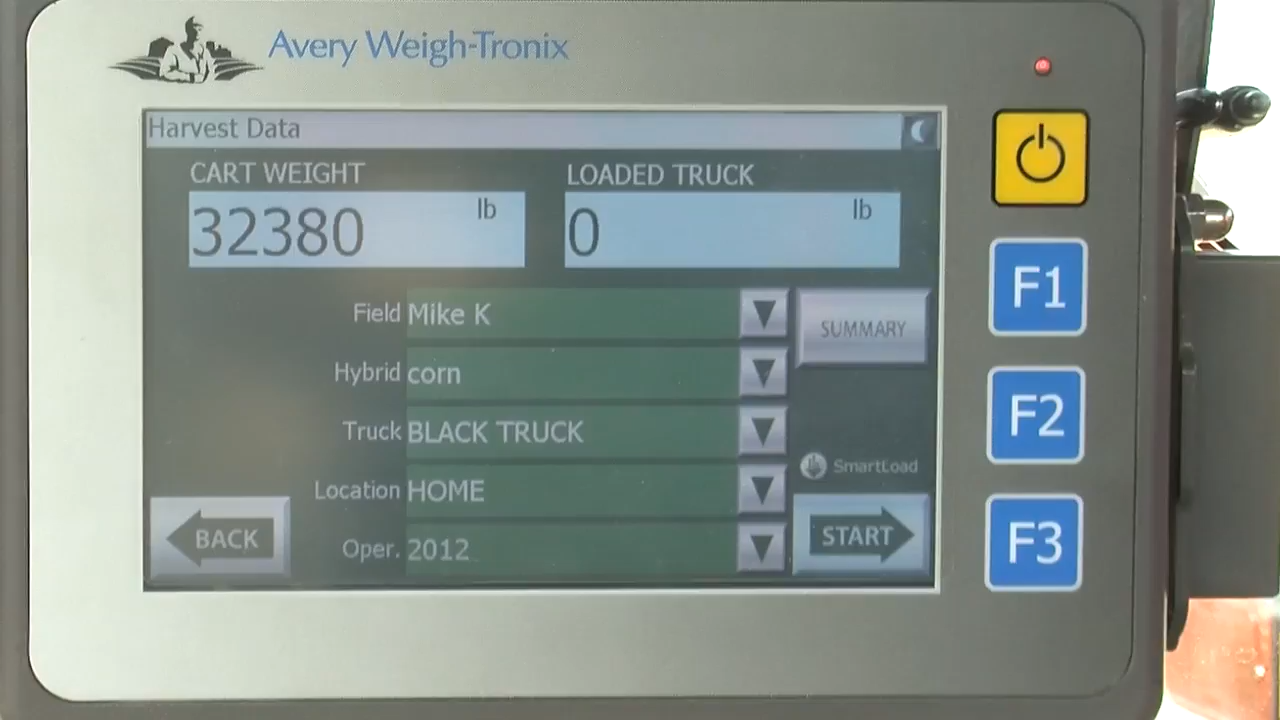 Avery Weigh-Tronix
Harvest Data
CART WEIGHT
LOADED TRUCK
32380 lb
0 lb
Field Mike K
SUMMARY
Hybrid corn
Truck BLACK TRUCK
SmartLoad
Location HOME
BACK
Oper. 2012
START
F1
F2
F3